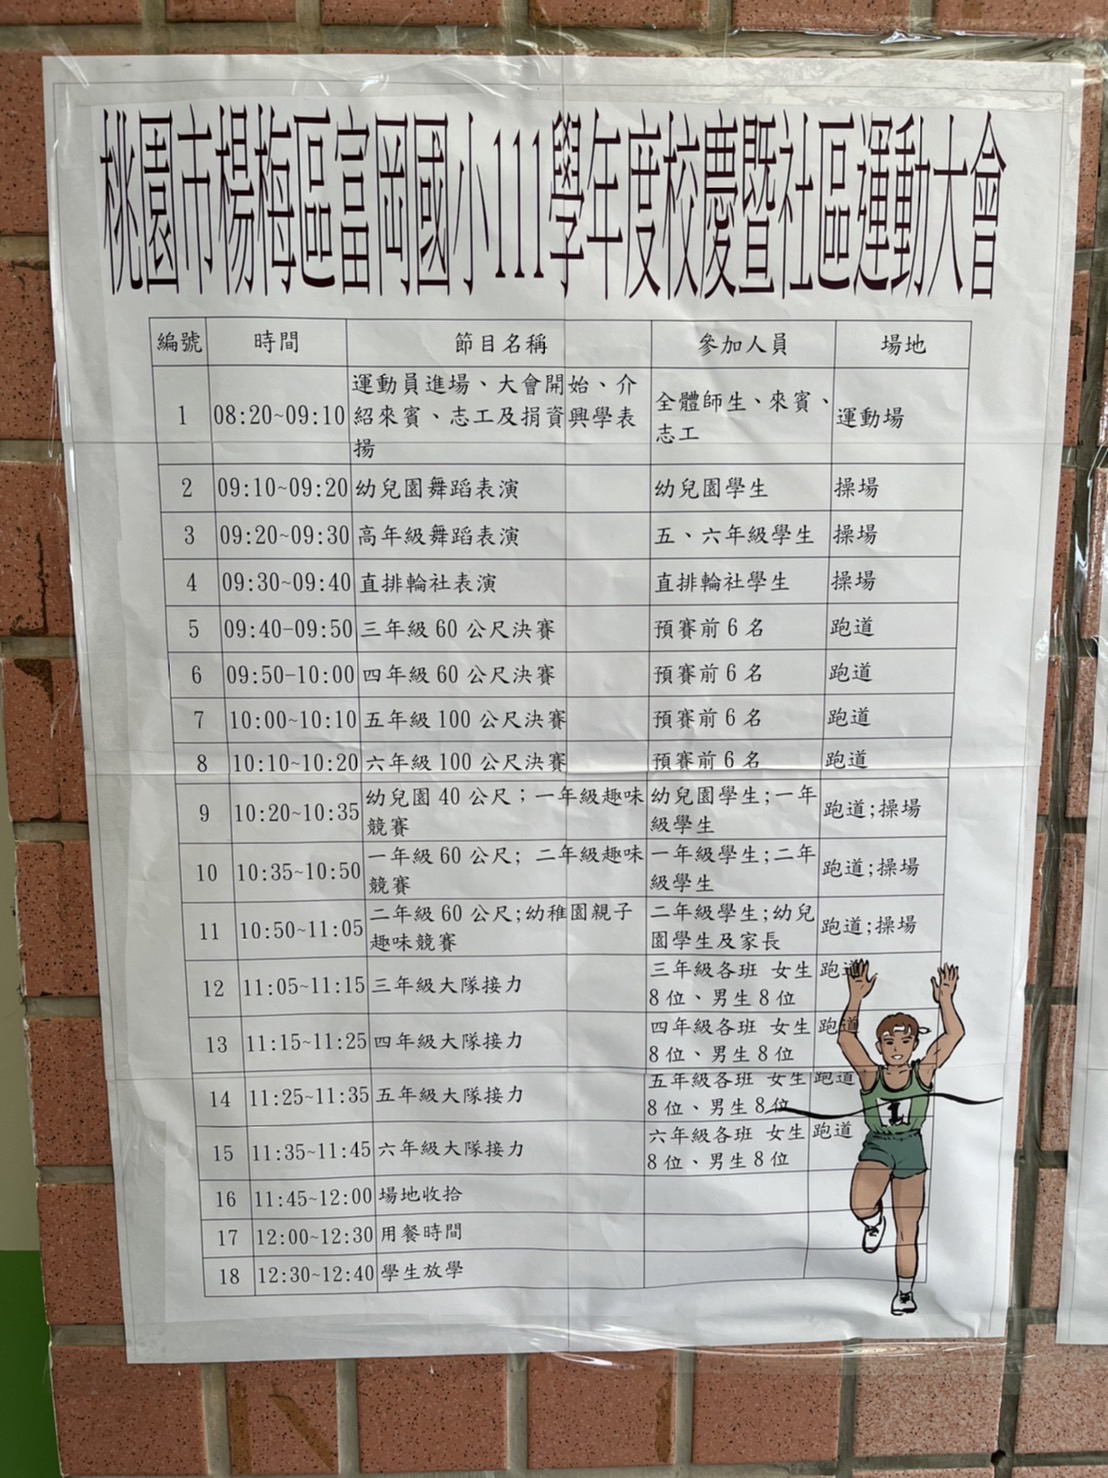 桃園市楊梅區富岡國小111學年度校慶暨社區運動大會
編號 時間 節目名稱 參加人員 場地
1 08:20~09:10 運動員進場、大會開始、介紹來賓、志工及捐資興學表揚 全體師生、來賓、志工 運動場
2 09:10~09:20 幼兒園舞蹈表演 幼兒園學生 操場
3 09:20~09:30 高年級舞蹈表演 五、六年級學生 操場
4 09:30~09:40 直排輪社表演 直排輪社學生 操場
5 09:40-09:50 三年級 60 公尺決賽 預賽前 6 名 跑道
6 09:50-10:00 四年級 60 公尺決賽 預賽前 6 名 跑道
7 10:00~10:10 五年級 100 公尺決賽 預賽前 6 名 跑道
8 10:10~10:20 六年級 100 公尺決賽 預賽前 6 名 跑道
9 10:20~10:35 幼兒園 40 公尺；一年級趣味競賽 幼兒園學生;一年級學生 跑道;操場
10 10:35~10:50 一年級 60 公尺; 二年級趣味競賽 一年級學生;二年級學生 跑道;操場
11 10:50~11:05 二年級 60 公尺;幼稚園親子趣味競賽 二年級學生;幼兒園學生及家長 跑道;操場
12 11:05~11:15 三年級大隊接力 三年級各班 女生 8 位、男生 8 位 跑道
13 11:15~11:25 四年級大隊接力 四年級各班 女生 8 位、男生 8 位 跑道
14 11:25~11:35 五年級大隊接力 五年級各班 女生 8 位、男生 8 位 跑道
15 11:35~11:45 六年級大隊接力 六年級各班 女生 8 位、男生 8 位 跑道
16 11:45~12:00 場地收拾
17 12:00~12:30 用餐時間
18 12:30~12:40 學生放學
1